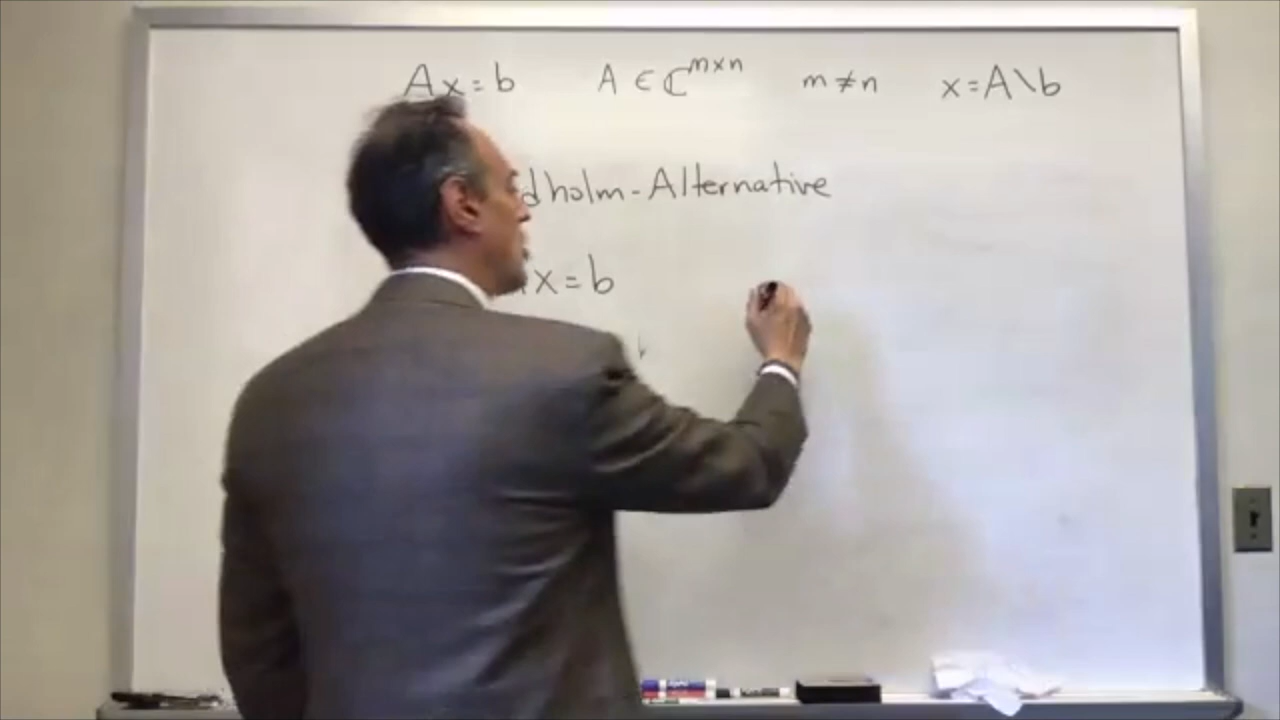 Ax=b A∈ℂ^{m×n} m≠n x=A\b
dholm-Alternative
x=b